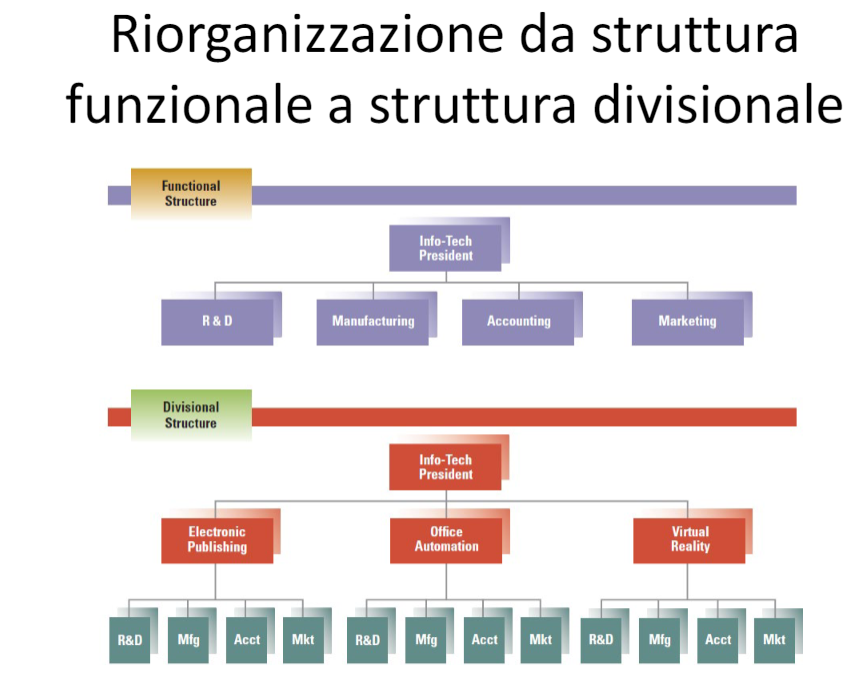 Riorganizzazione da struttura
funzionale a struttura divisionale
Functional
Structure
Info-Tech
President
R & D
Manufacturing
Accounting
Marketing
Divisional
Structure
Info-Tech
President
Electronic
Publishing
Office
Automation
Virtual
Reality
R&D
Mfg
Acct
Mkt
R&D
Mfg
Acct
Mkt
R&D
Mfg
Acct
Mkt